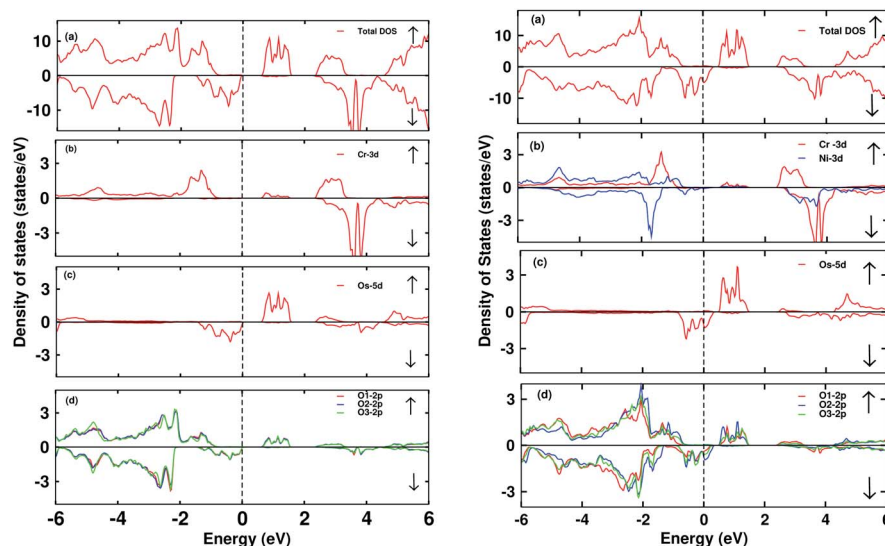 Density of states (states/eV)
(a)
Total DOS
↑
10
0
-10
↓
(b)
Cr-3d
↑
3
0
-3
↓
(c)
Os-5d
↑
3
0
-3
↓
(d)
O1-2p
O2-2p
O3-2p
↑
3
0
-3
↓
-6 -4 -2 0 2 4 6
Energy (eV)
Density of States (states/eV)
(a)
Total DOS
↑
10
0
-10
↓
(b)
Cr -3d
Ni-3d
↑
3
0
-3
↓
(c)
Os-5d
↑
3
0
-3
↓
(d)
O1-2p
O2-2p
O3-2p
↑
3
0
-3
↓
-6 -4 -2 0 2 4 6
Energy (eV)